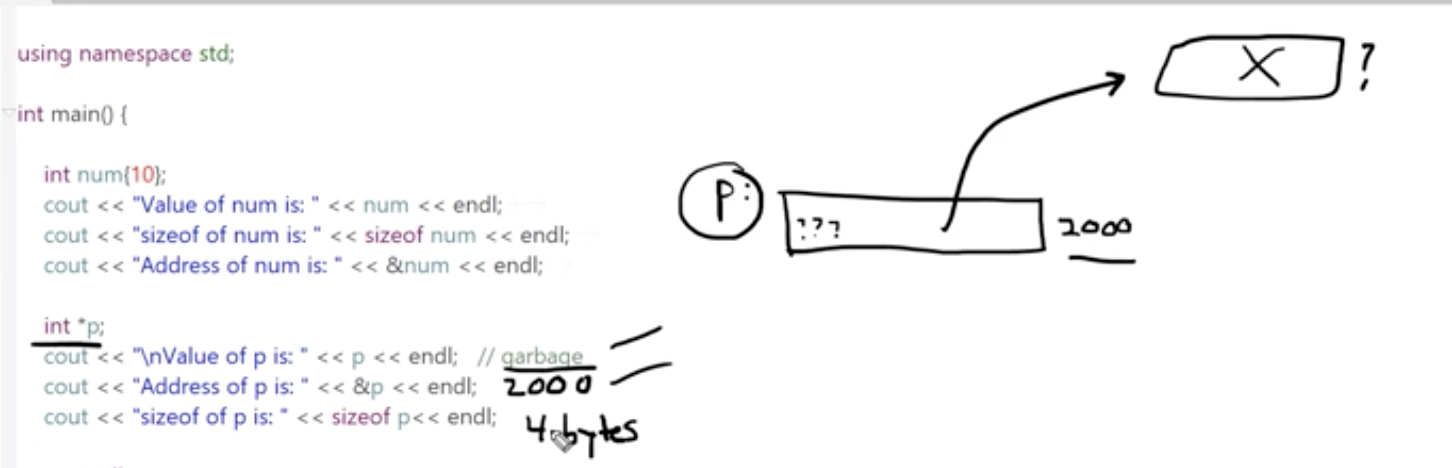 using namespace std;
int main() {
int num{10};
cout << "Value of num is: " << num << endl;
cout << "sizeof of num is: " << sizeof num << endl;
cout << "Address of num is: " << &num << endl;
int *p;
cout << "\nValue of p is: " << p << endl; // garbage
cout << "Address of p is: " << &p << endl; 2000
cout << "sizeof of p is: " << sizeof p<< endl; 4 bytes
X ?
P: ??? 2000